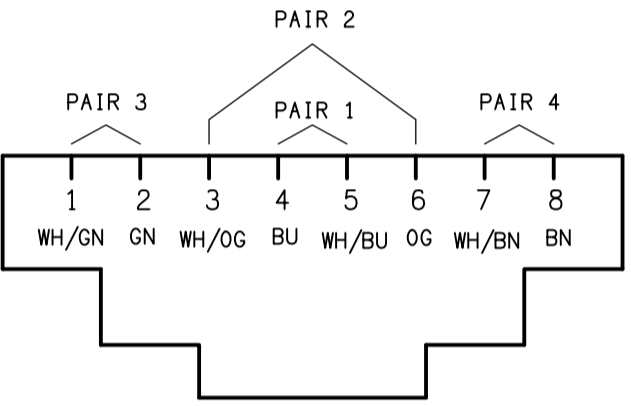 PAIR 2
PAIR 3 PAIR 1 PAIR 4
1 2 3 4 5 6 7 8
WH/GN GN WH/OG BU WH/BU OG WH/BN BN